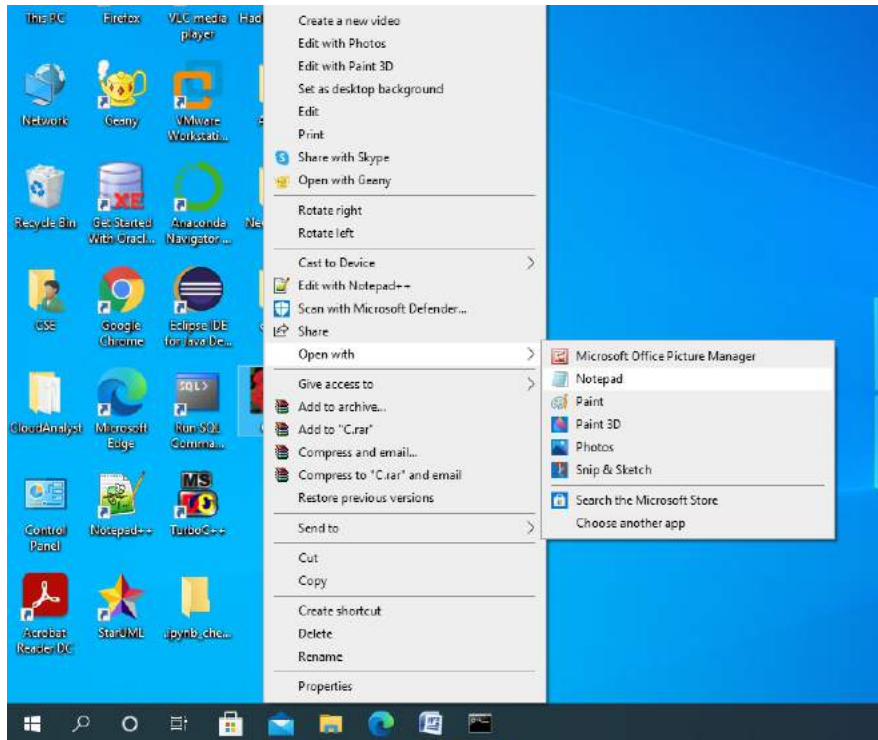 This PC
Firefox
VLC media
player
Had
Network
Geany
VMware
Workstati...
Recycle Bin
Get Started
With Oracl...
Anaconda
Navigator ...
Ne
XE
CSE
Google
Chrome
Eclipse IDE
for Java De...
CloudAnalyst
Microsoft
Edge
SQL>
Run SQL
Comma...
Control
Panel
Notepad++
MS
TurboC++
Acrobat
Reader DC
StarUML
.ipynb_che...
Create a new video
Edit with Photos
Edit with Paint 3D
Set as desktop background
Edit
Print
Share with Skype
Open with Geany
Rotate right
Rotate left
Cast to Device
Edit with Notepad++
Scan with Microsoft Defender...
Share
Open with
Give access to
Add to archive...
Add to "C.rar"
Compress and email...
Compress to "C.rar" and email
Restore previous versions
Send to
Cut
Copy
Create shortcut
Delete
Rename
Properties
Microsoft Office Picture Manager
Notepad
Paint
Paint 3D
Photos
Snip & Sketch
Search the Microsoft Store
Choose another app